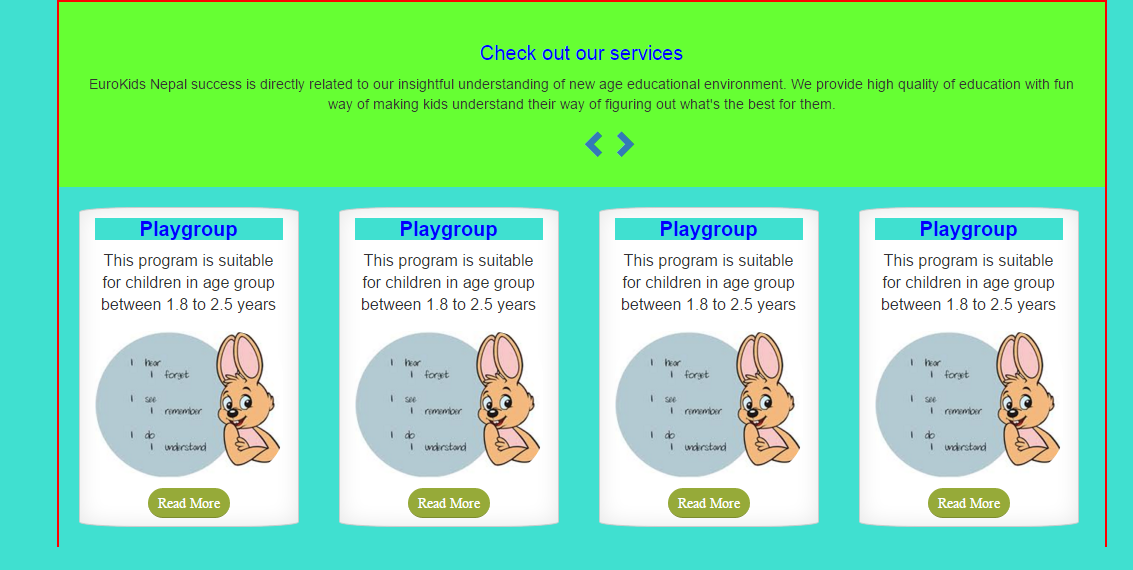 Check out our services
EuroKids Nepal success is directly related to our insightful understanding of new age educational environment. We provide high quality of education with fun
way of making kids understand their way of figuring out what's the best for them.
Playgroup
This program is suitable
for children in age group
between 1.8 to 2.5 years
I hear
I forget
I see
I remember
I do
I understand
Read More
Playgroup
This program is suitable
for children in age group
between 1.8 to 2.5 years
I hear
I forget
I see
I remember
I do
I understand
Read More
Playgroup
This program is suitable
for children in age group
between 1.8 to 2.5 years
I hear
I forget
I see
I remember
I do
I understand
Read More
Playgroup
This program is suitable
for children in age group
between 1.8 to 2.5 years
I hear
I forget
I see
I remember
I do
I understand
Read More